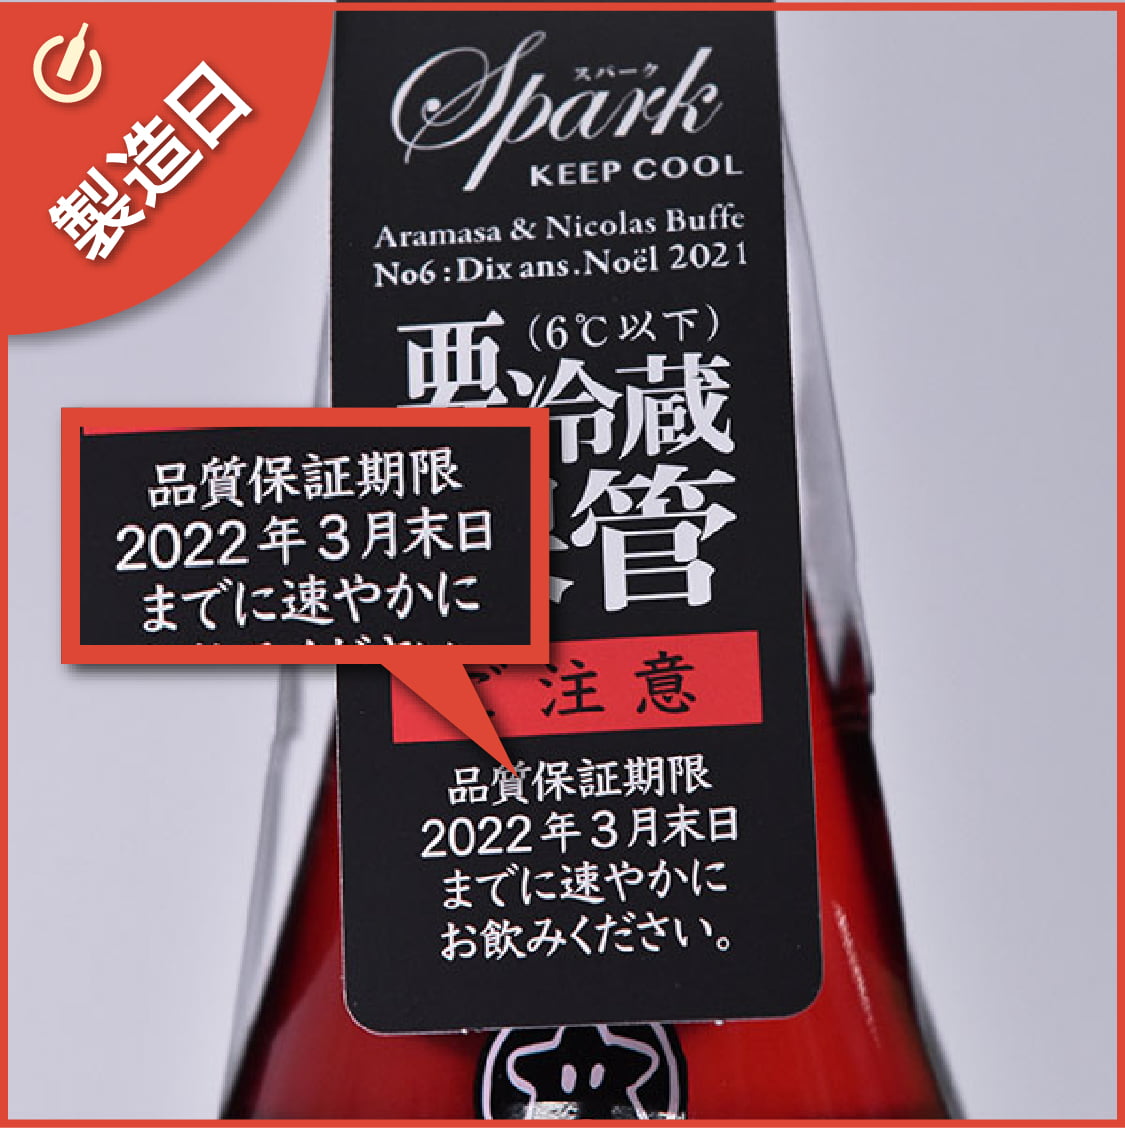 製造日
Spark
スパーク
KEEP COOL
Aramasa & Nicolas Buffe
No6 : Dix ans . Noël 2021
(6℃以下)
要冷蔵
管
品質保証期限
2022年3月末日
までに速やかに
ご注意
品質保証期限
2022年3月末日
までに速やかに
お飲みください。